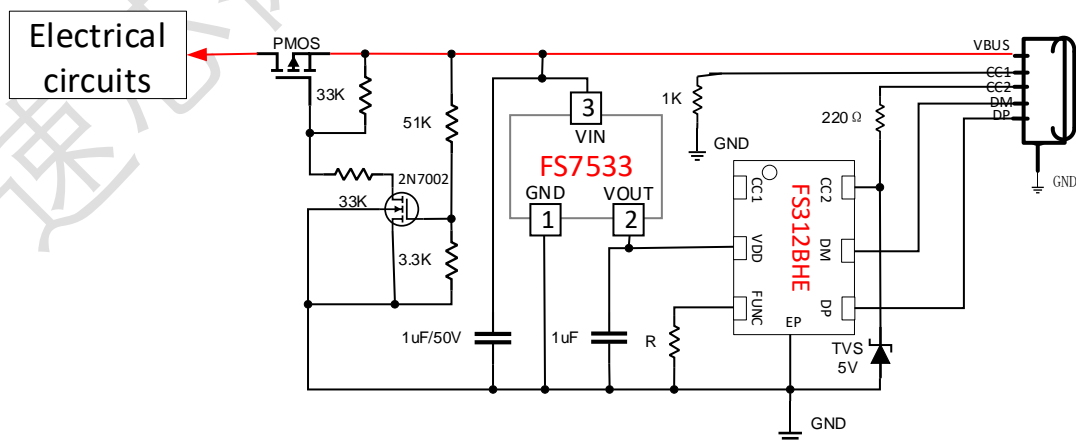 Electrical
circuits
PMOS
33K
51K
33K
2N7002
3.3K
1uF/50V
3
VIN
FS7533
GND
VOUT
1
2
1uF
R
1K
GND
220Ω
VBUS
CC1
CC2
DM
DP
GND
CC1
CC2
VDD
DM
FUNC
DP
FS312BHE
EP
TVS
5V
GND
速